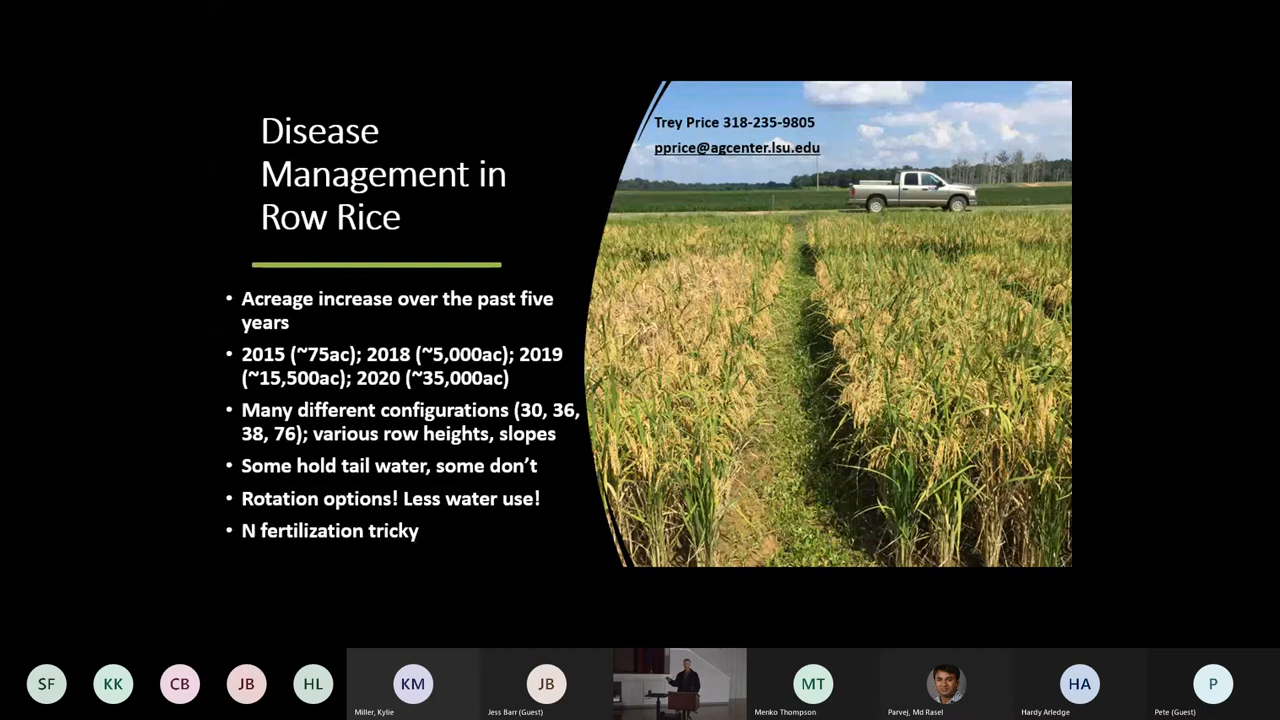 Disease
Management in
Row Rice
Trey Price 318-235-9805
pprice@agcenter.lsu.edu
• Acreage increase over the past five
years
• 2015 (~75ac); 2018 (~5,000ac); 2019
(~15,500ac); 2020 (~35,000ac)
• Many different configurations (30, 36,
38, 76); various row heights, slopes
• Some hold tail water, some don't
• Rotation options! Less water use!
• N fertilization tricky
SF
KK
CB
JB
HL
KM
Miller, Kylie
JB
Jess Barr (Guest)
MT
Menko Thompson
Parvej, Md Rasel
HA
Hardy Arledge
P
Pete (Guest)